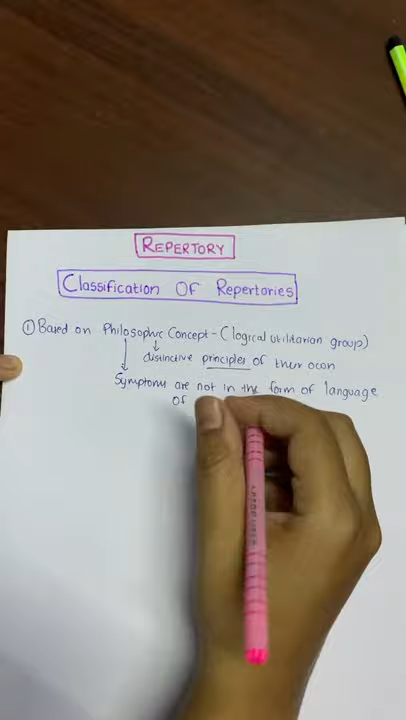 REPERTORY
Classification OF Repertories
① Based on Philosophic Concept - (logical utilitarian group)
distinctive principles of their own
Symptoms are not in the form of language
OF